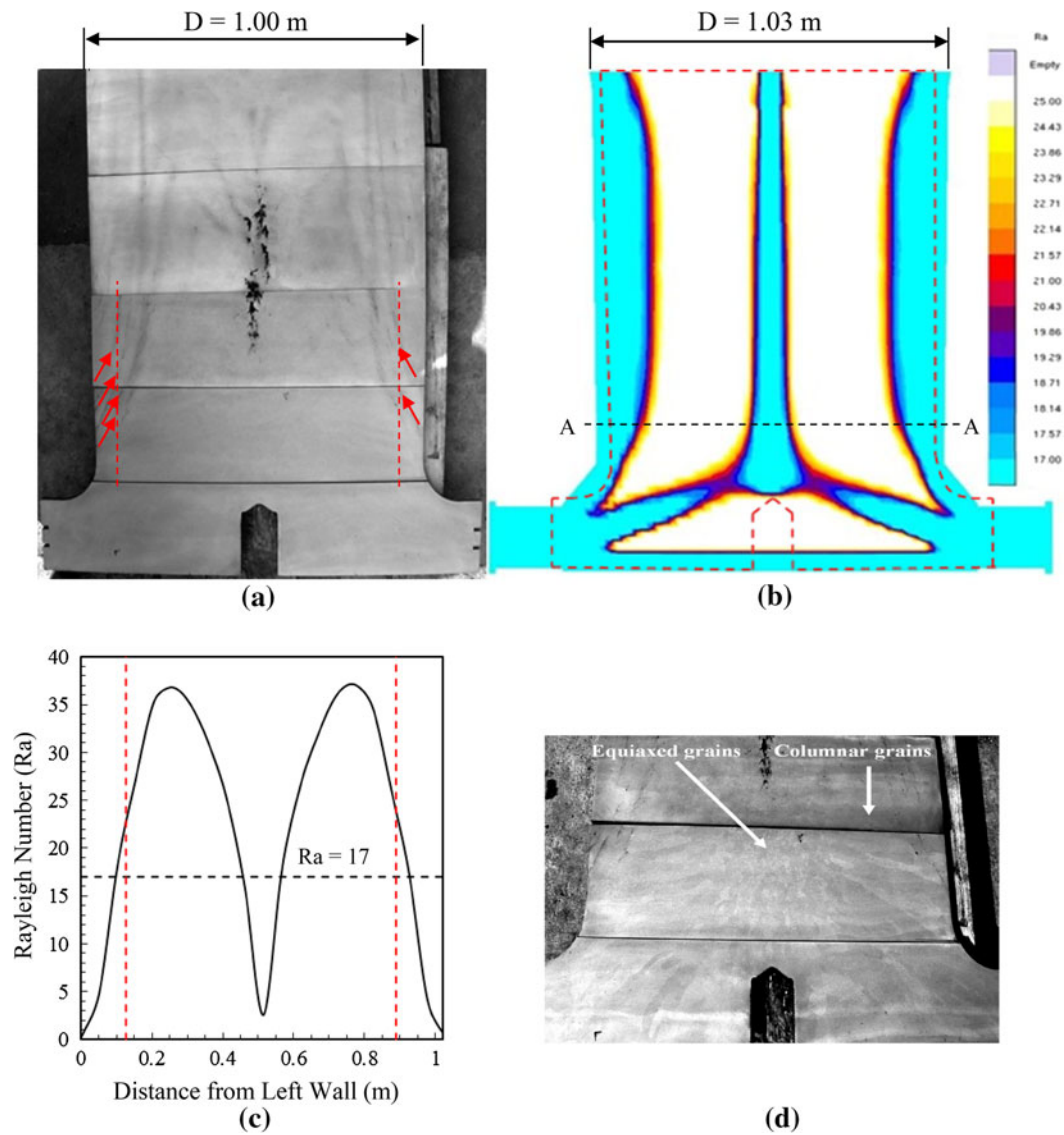 D = 1.00 m
D = 1.03 m
Ra
Empty
25.00
24.43
23.86
23.29
22.71
22.14
21.57
21.00
20.43
19.86
19.29
18.71
18.14
17.57
17.00
A
A
(a)
(b)
40
35
30
25
20
15
10
5
0
Rayleigh Number (Ra)
Ra = 17
0
0.2
0.4
0.6
0.8
1
Distance from Left Wall (m)
(c)
Equiaxed grains
Columnar grains
(d)